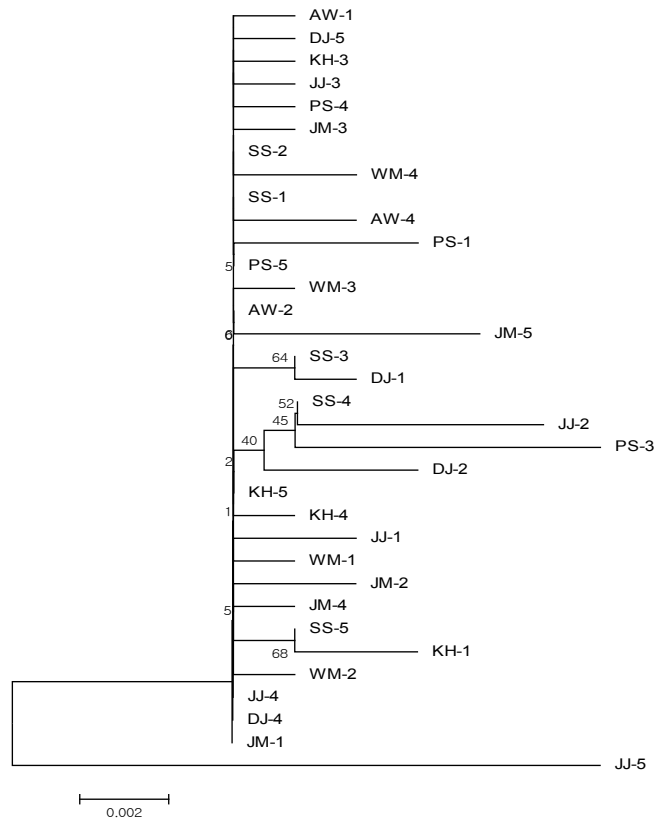 AW-1
DJ-5
KH-3
JJ-3
PS-4
JM-3
SS-2
WM-4
SS-1
AW-4
PS-1
5 PS-5
WM-3
AW-2
6
JM-5
64 SS-3
DJ-1
52 SS-4
45 JJ-2
40 PS-3
2 DJ-2
KH-5
1 KH-4
JJ-1
WM-1
JM-2
5 JM-4
SS-5
68 KH-1
WM-2
JJ-4
DJ-4
JM-1
JJ-5
0.002